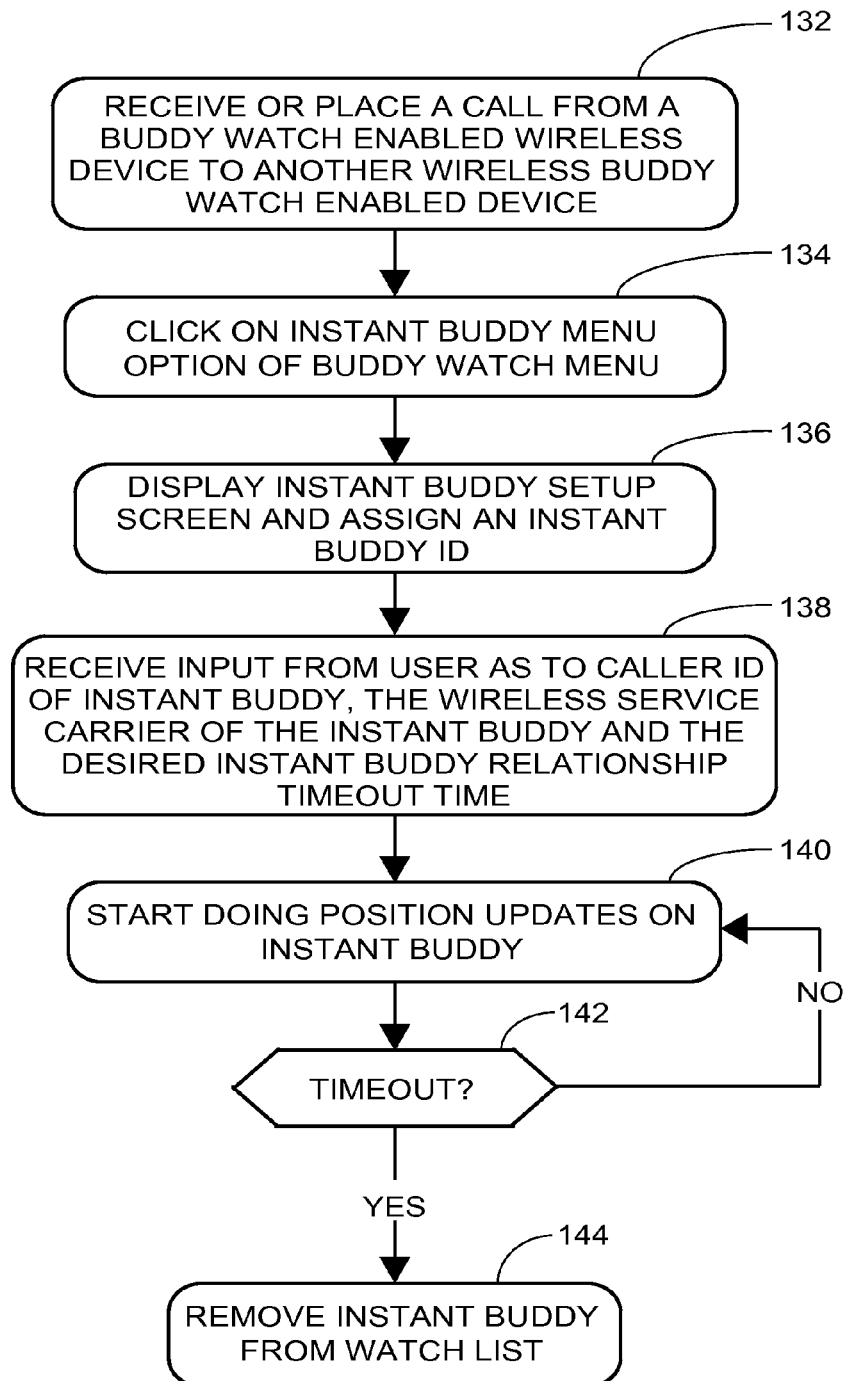 132
RECEIVE OR PLACE A CALL FROM A
BUDDY WATCH ENABLED WIRELESS
DEVICE TO ANOTHER WIRELESS BUDDY
WATCH ENABLED DEVICE
134
CLICK ON INSTANT BUDDY MENU
OPTION OF BUDDY WATCH MENU
136
DISPLAY INSTANT BUDDY SETUP
SCREEN AND ASSIGN AN INSTANT
BUDDY ID
138
RECEIVE INPUT FROM USER AS TO CALLER ID
OF INSTANT BUDDY, THE WIRELESS SERVICE
CARRIER OF THE INSTANT BUDDY AND THE
DESIRED INSTANT BUDDY RELATIONSHIP
TIMEOUT TIME
140
START DOING POSITION UPDATES ON
INSTANT BUDDY
NO
142
TIMEOUT?
YES
144
REMOVE INSTANT BUDDY
FROM WATCH LIST